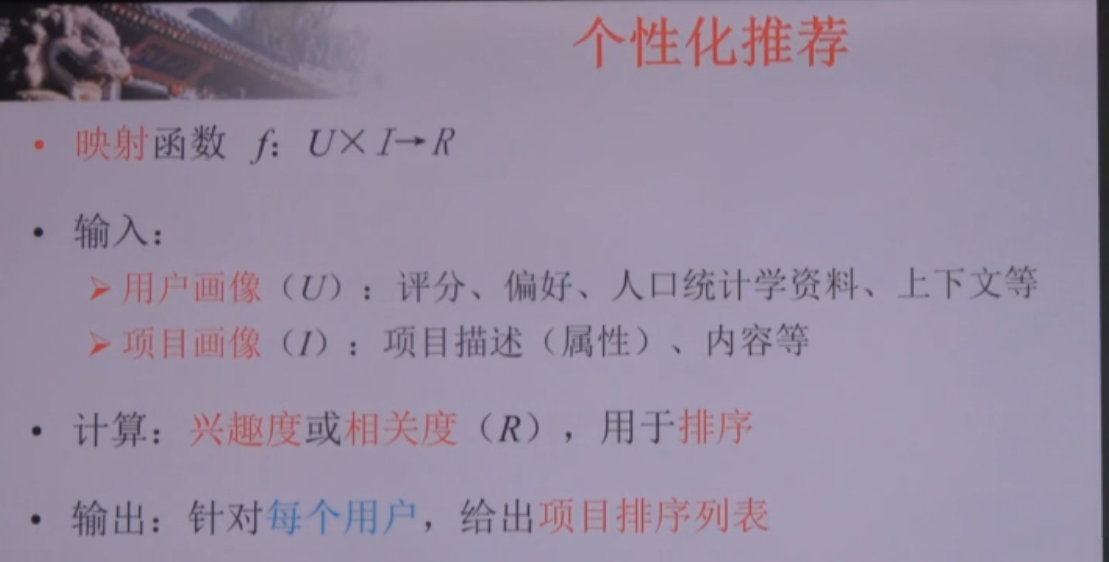 个性化推荐
• 映射函数 f：U×I→R
• 输入：
➢ 用户画像（U）：评分、偏好、人口统计学资料、上下文等
➢ 项目画像（I）：项目描述（属性）、内容等
• 计算：兴趣度或相关度（R），用于排序
• 输出：针对每个用户，给出项目排序列表